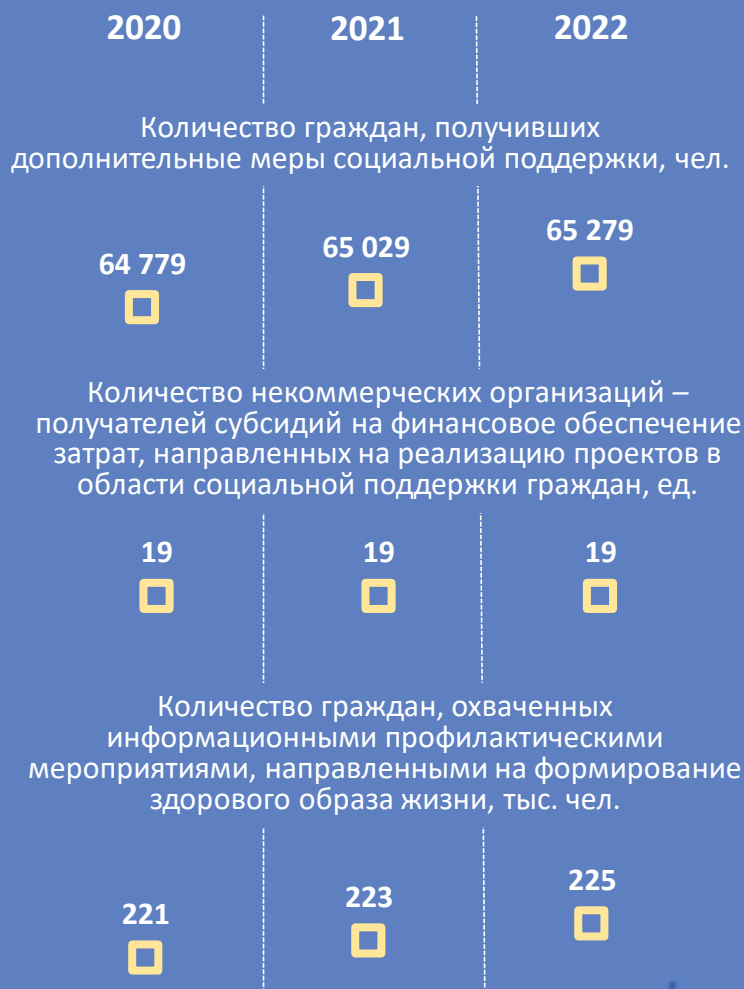 2020 2021 2022
Количество граждан, получивших
дополнительные меры социальной поддержки, чел.
64 779 65 029 65 279
Количество некоммерческих организаций –
получателей субсидий на финансовое обеспечение
затрат, направленных на реализацию проектов в
области социальной поддержки граждан, ед.
19 19 19
Количество граждан, охваченных
информационными профилактическими
мероприятиями, направленными на формирование
здорового образа жизни, тыс. чел.
221 223 225